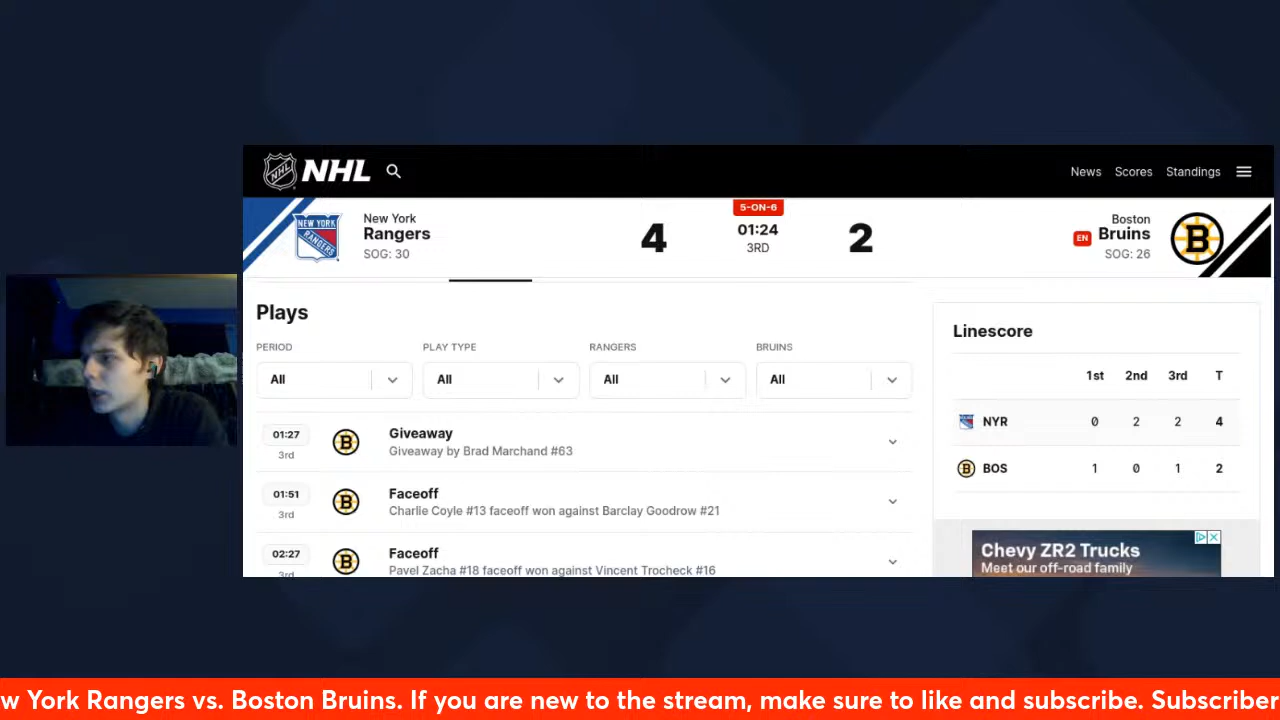 NHL NHL
News Scores Standings
New York
Rangers
SOG: 30
4
5-ON-6
01:24
3RD
2
EN
Boston
Bruins
SOG: 26
NEW YORK
RANGERS
B
Plays
PERIOD PLAY TYPE RANGERS BRUINS
All All All All
01:27
3rd
B
Giveaway
Giveaway by Brad Marchand #63
01:51
3rd
B
Faceoff
Charlie Coyle #13 faceoff won against Barclay Goodrow #21
02:27
3rd
B
Faceoff
Pavel Zacha #18 faceoff won against Vincent Trocheck #16
Linescore
1st 2nd 3rd T
NYR 0 2 2 4
B BOS 1 0 1 2
Chevy ZR2 Trucks
Meet our off-road family
w York Rangers vs. Boston Bruins. If you are new to the stream, make sure to like and subscribe. Subscriber